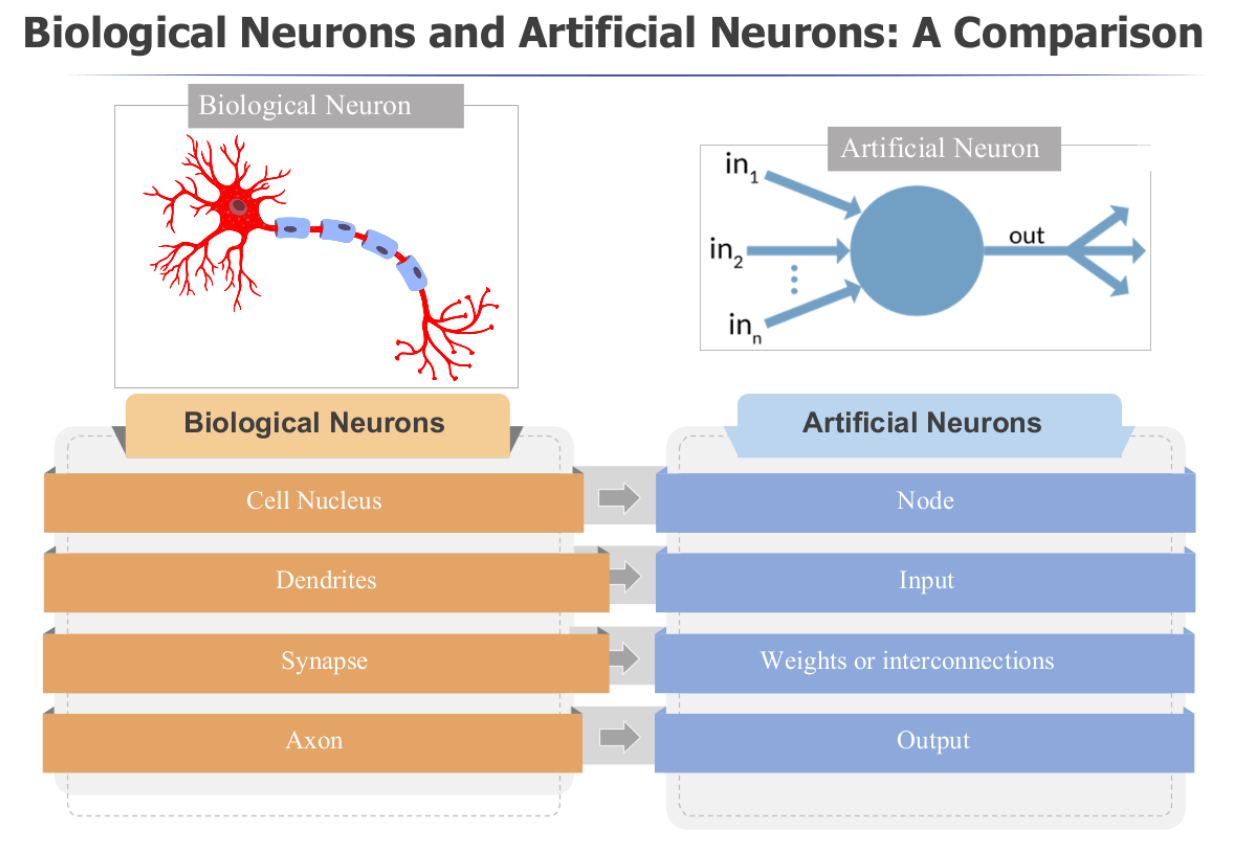 Biological Neurons and Artificial Neurons: A Comparison
Biological Neuron
Artificial Neuron
in1
in2
inn
out
Biological Neurons
Artificial Neurons
Cell Nucleus
Node
Dendrites
Input
Synapse
Weights or interconnections
Axon
Output